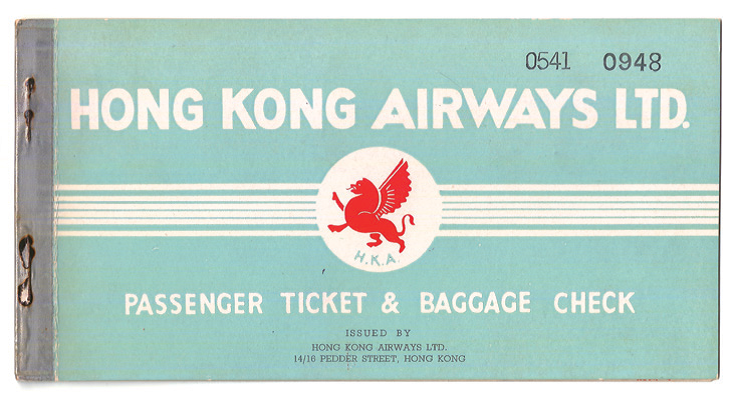 0541 0948
HONG KONG AIRWAYS LTD.
H.K.A.
PASSENGER TICKET & BAGGAGE CHECK
ISSUED BY
HONG KONG AIRWAYS LTD.
14/16 PEDDER STREET, HONG KONG